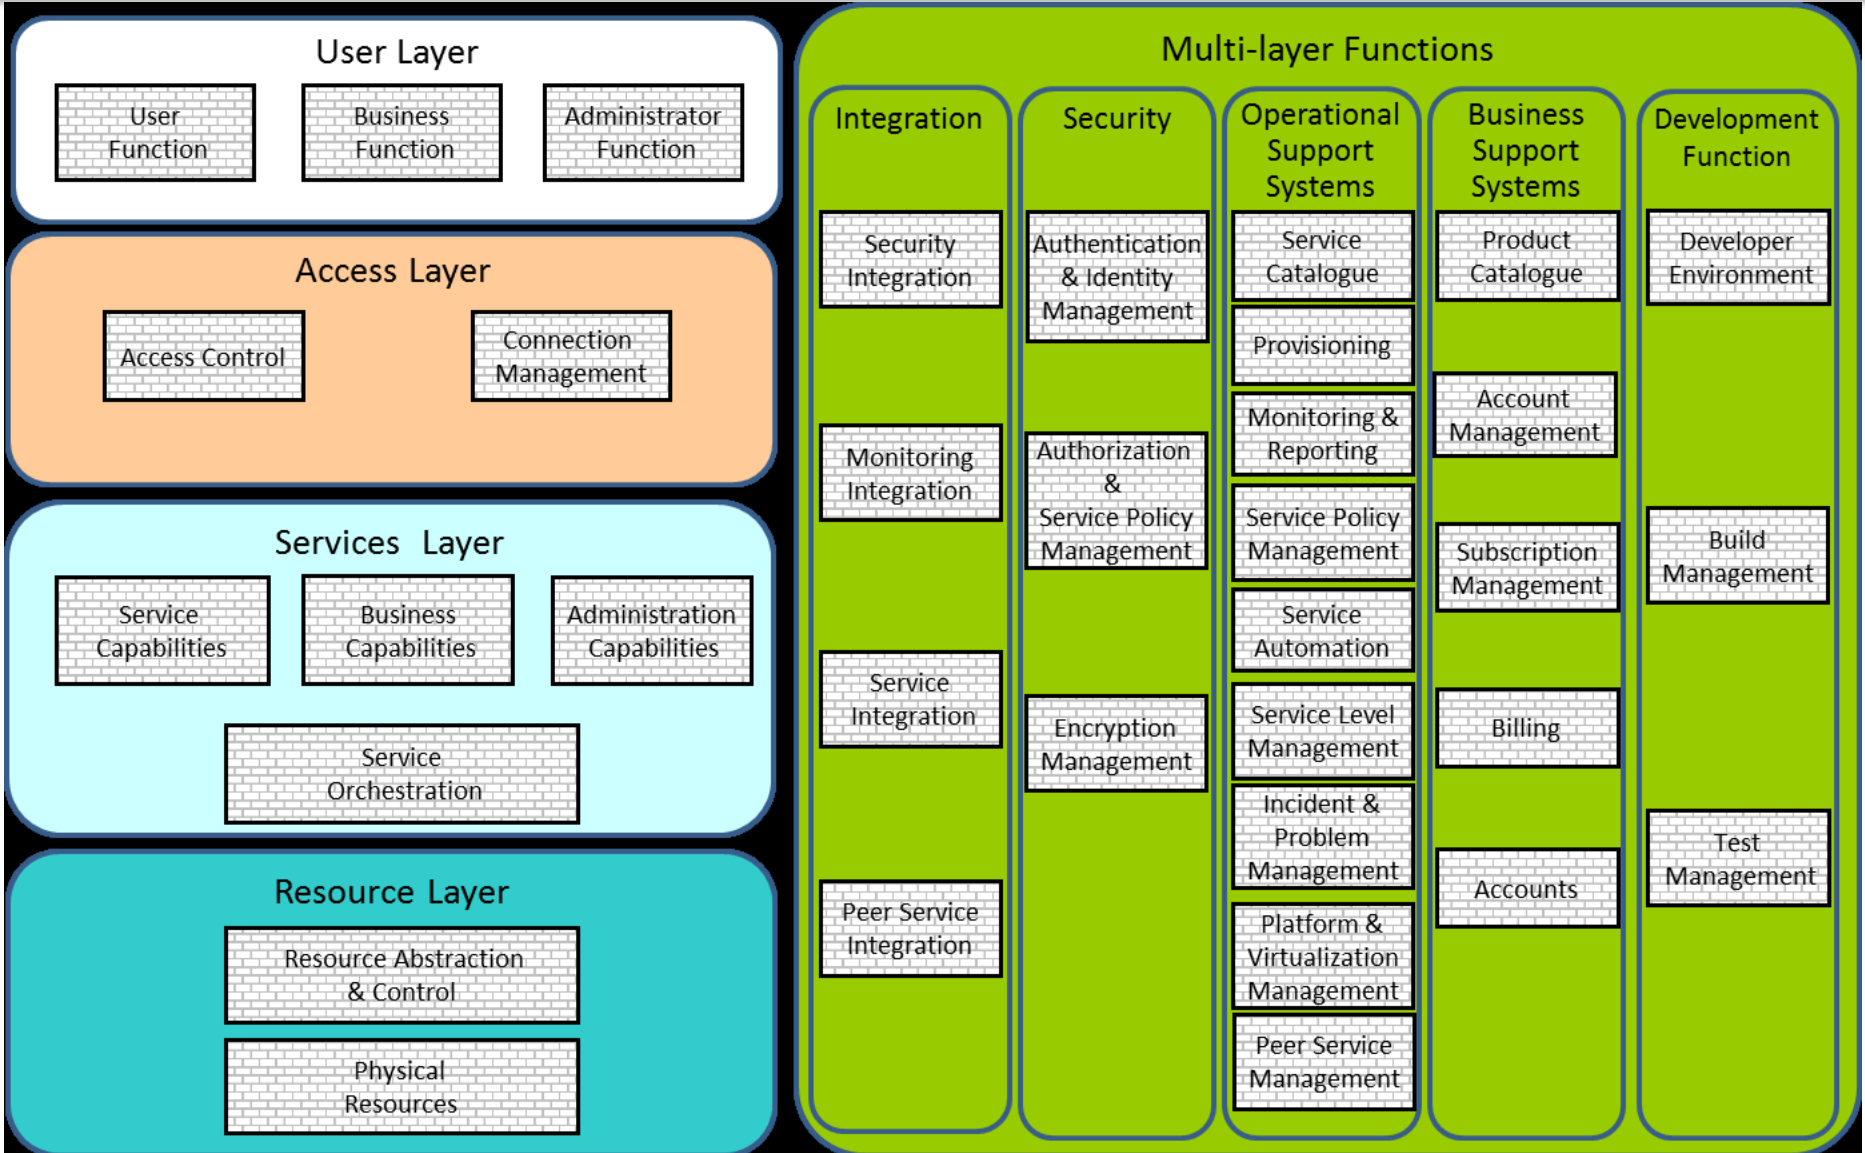 User Layer
User
Function
Business
Function
Administrator
Function
Access Layer
Access Control
Connection
Management
Services Layer
Service
Capabilities
Business
Capabilities
Administration
Capabilities
Service
Orchestration
Resource Layer
Resource Abstraction
& Control
Physical
Resources
Multi-layer Functions
Integration
Security
Integration
Monitoring
Integration
Service
Integration
Peer Service
Integration
Security
Authentication
& Identity
Management
Authorization
&
Service Policy
Management
Encryption
Management
Operational
Support
Systems
Service
Catalogue
Provisioning
Monitoring &
Reporting
Service Policy
Management
Service
Automation
Service Level
Management
Incident &
Problem
Management
Platform &
Virtualization
Management
Peer Service
Management
Business
Support
Systems
Product
Catalogue
Account
Management
Subscription
Management
Billing
Accounts
Development
Function
Developer
Environment
Build
Management
Test
Management